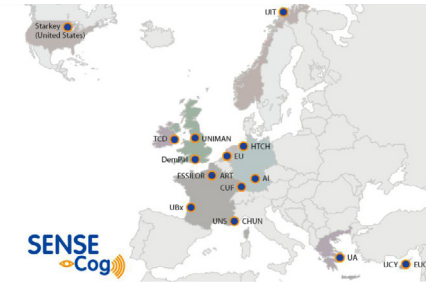 UIT
Starkey
(United States)
TCD
UNIMAN
HTCH
DemPal
EU
ESSILOR
ART
AI
CUF
UBx
UNS
CHUN
SENSE
Cog
UA
UCY
EUC